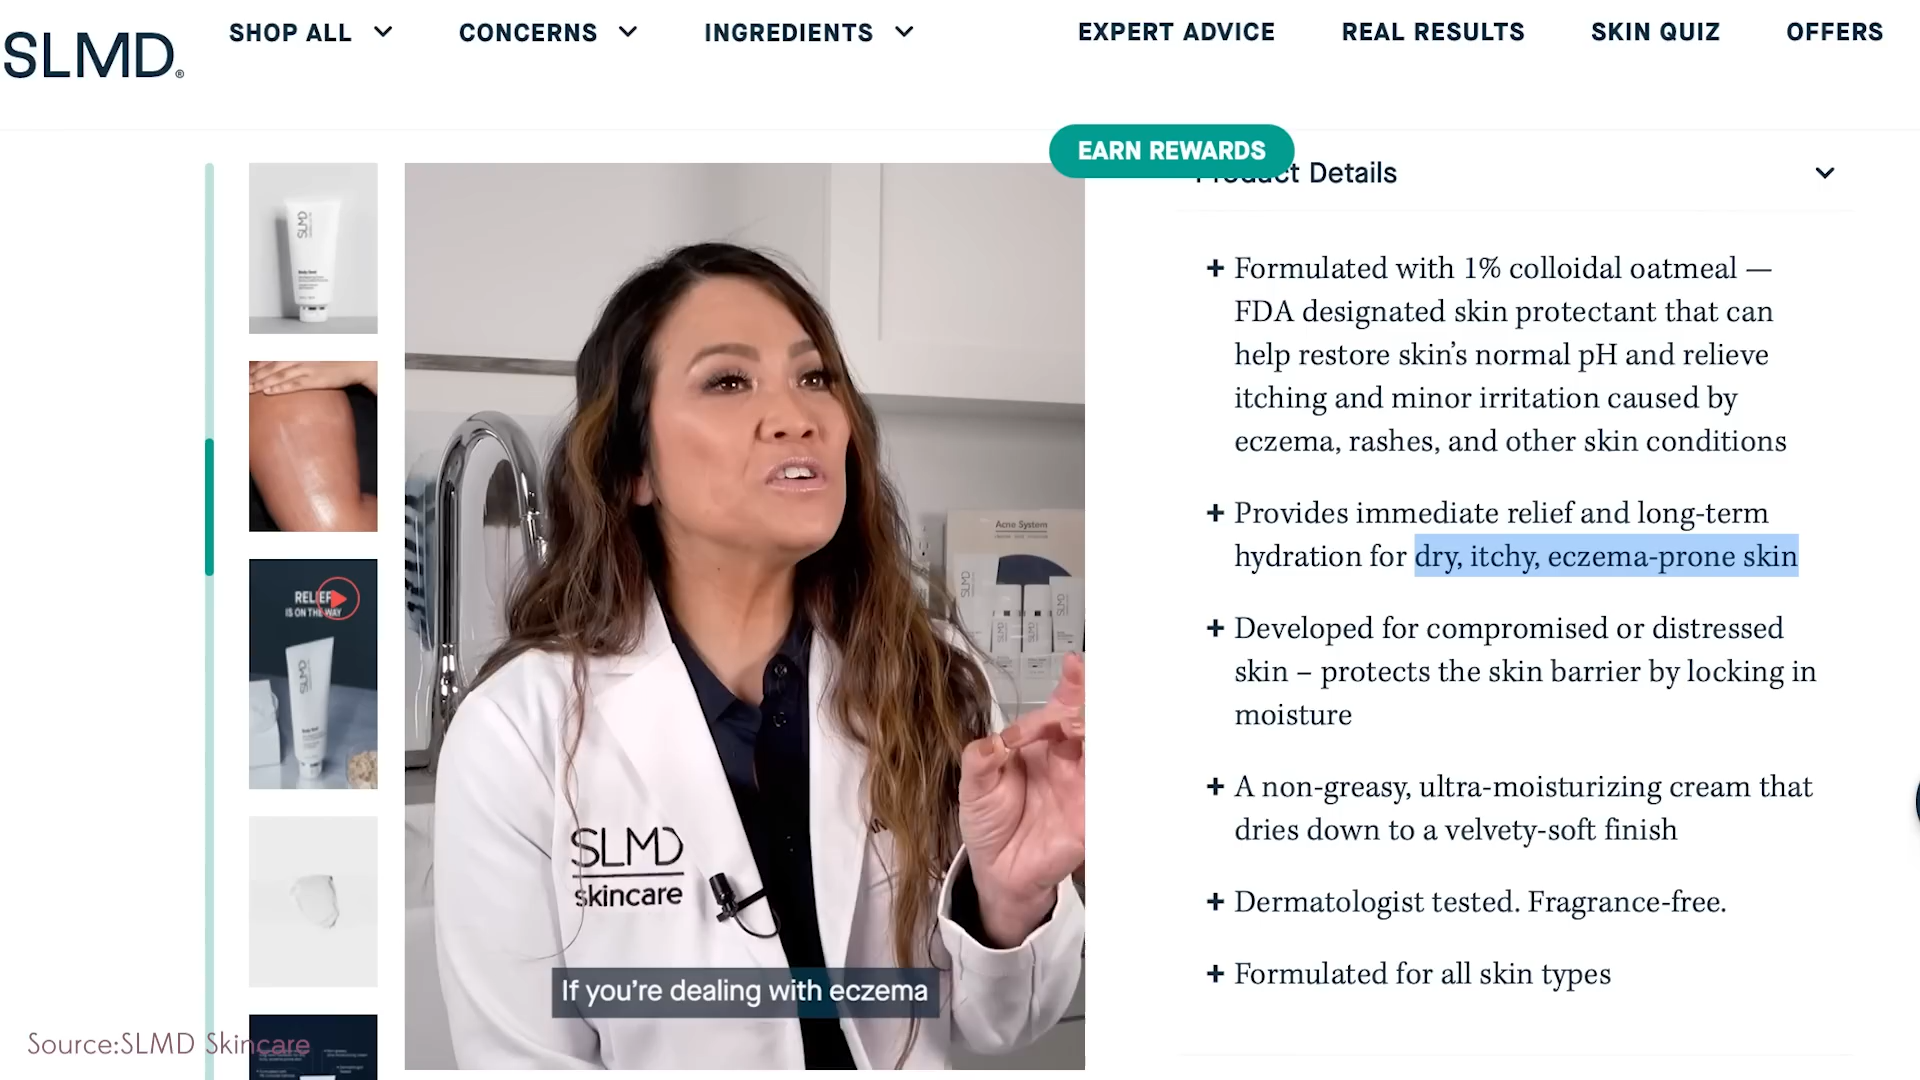 SLMD®
SHOP ALL
CONCERNS
INGREDIENTS
EXPERT ADVICE
REAL RESULTS
SKIN QUIZ
OFFERS
EARN REWARDS
Product Details
+ Formulated with 1% colloidal oatmeal —
FDA designated skin protectant that can
help restore skin’s normal pH and relieve
itching and minor irritation caused by
eczema, rashes, and other skin conditions
+ Provides immediate relief and long-term
hydration for dry, itchy, eczema-prone skin
+ Developed for compromised or distressed
skin – protects the skin barrier by locking in
moisture
+ A non-greasy, ultra-moisturizing cream that
dries down to a velvety-soft finish
+ Dermatologist tested. Fragrance-free.
+ Formulated for all skin types
SLMD
RELIEF
IS ON THE WAY
SLMD
Acne System
SLMD
skincare
If you’re dealing with eczema
Source:SLMD Skincare